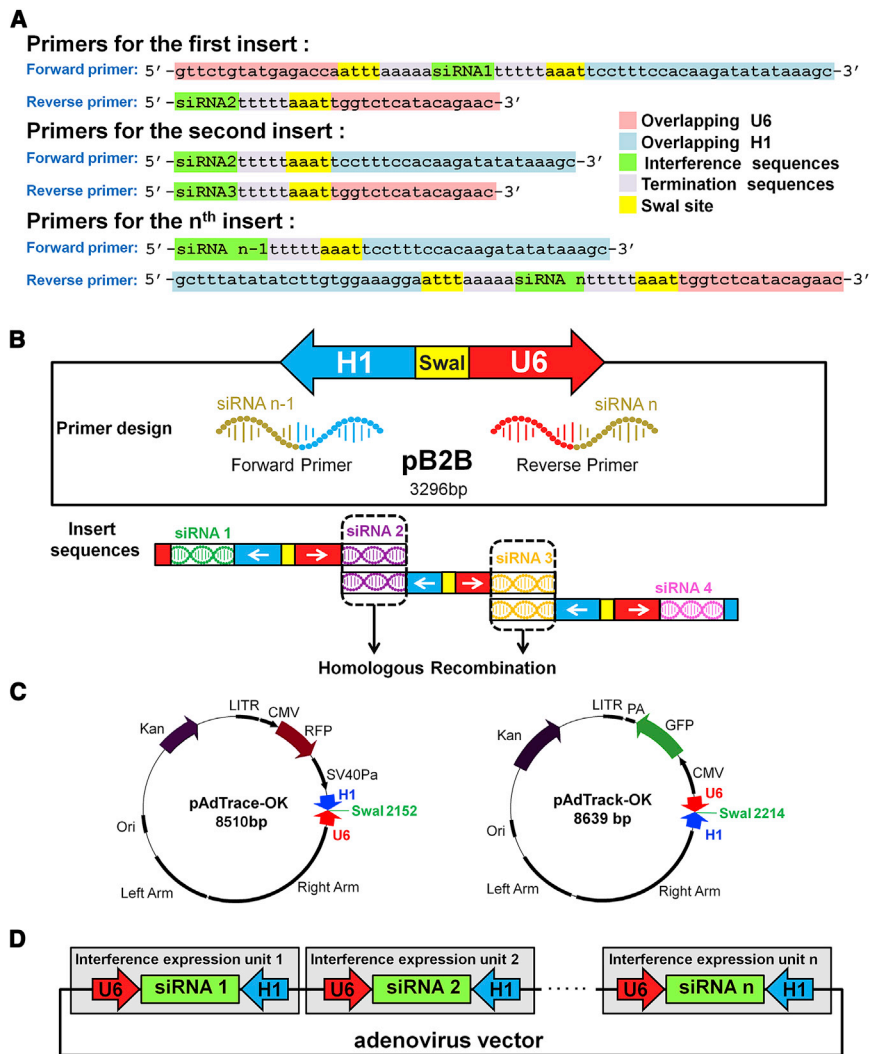 A
Primers for the first insert :
Forward primer: 5′-gttctgtatgagaccaatttaaaaasiRNA1tttttaaattcctttccacaagatatataaagc-3′
Reverse primer: 5′-siRNA2tttttaaattggtctcatacagaac-3′
Primers for the second insert :
Forward primer: 5′-siRNA2tttttaaattcctttccacaagatatataaagc-3′
Reverse primer: 5′-siRNA3tttttaaattggtctcatacagaac-3′
Primers for the nth insert :
Forward primer: 5′-siRNA n-1tttttaaattcctttccacaagatatataaagc-3′
Reverse primer: 5′-gctttatatatcttgtggaaaggaatttaaaaasiRNA ntttttaaattggtctcatacagaac-3′
Overlapping U6
Overlapping H1
Interference sequences
Termination sequences
SwaI site
B
H1 SwaI U6
Primer design
siRNA n-1
Forward Primer
siRNA n
Reverse Primer
pB2B
3296bp
Insert
sequences
siRNA 1
siRNA 2
siRNA 3
siRNA 4
Homologous Recombination
C
Kan
LITR
CMV
RFP
SV40Pa
H1
SwaI 2152
U6
pAdTrace-OK
8510bp
Ori
Left Arm
Right Arm
Kan
LITR
PA
GFP
CMV
U6
SwaI 2214
H1
pAdTrack-OK
8639 bp
Ori
Left Arm
Right Arm
D
Interference expression unit 1
U6 siRNA 1 H1
Interference expression unit 2
U6 siRNA 2 H1
.....
Interference expression unit n
U6 siRNA n H1
adenovirus vector